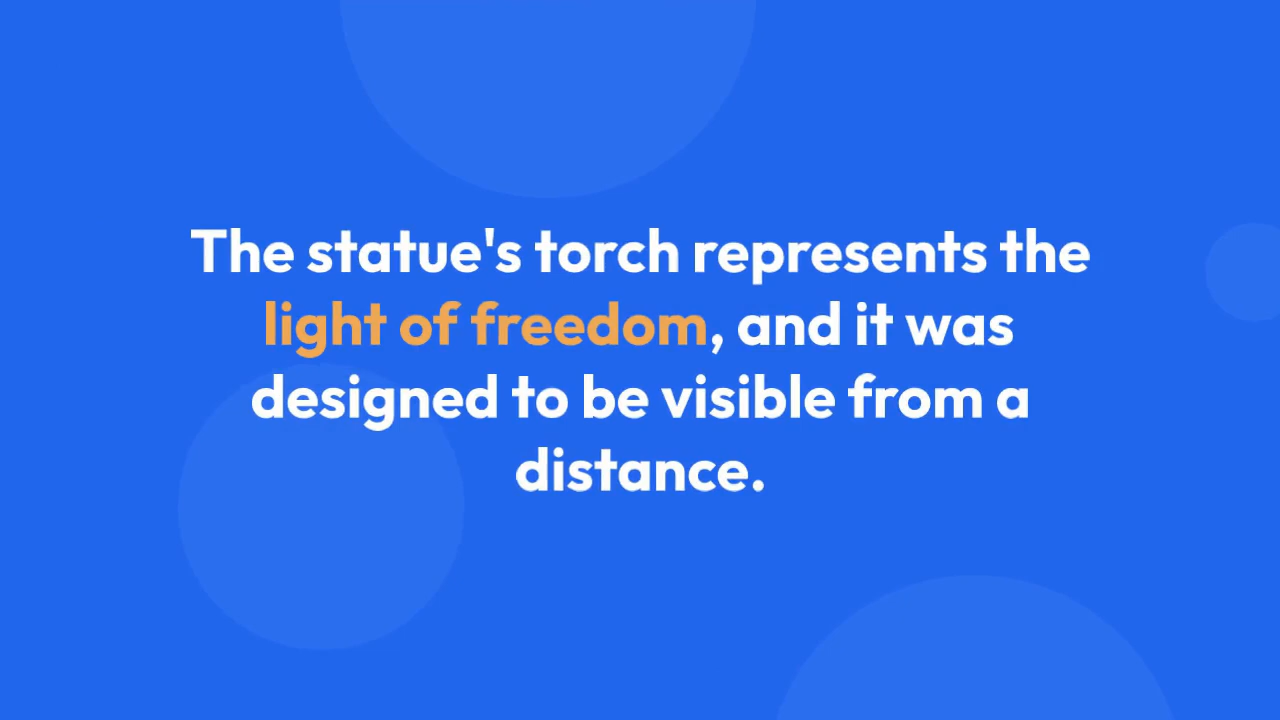 The statue's torch represents the
light of freedom, and it was
designed to be visible from a
distance.